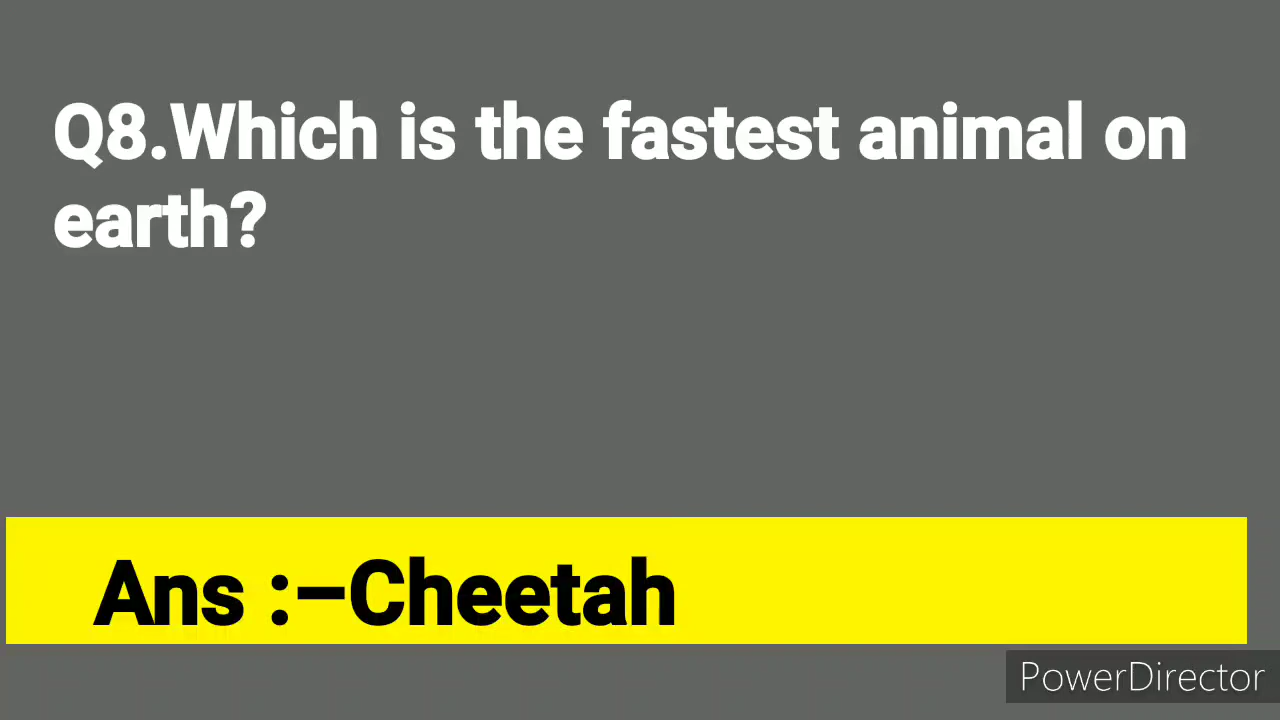 Q8.Which is the fastest animal on
earth?
Ans :–Cheetah
PowerDirector